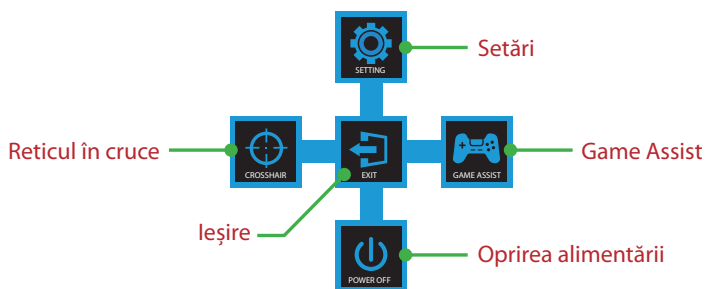 SETTING
Setări
Reticul în cruce
CROSSHAIR
EXIT
GAME ASSIST
Game Assist
Ieșire
POWER OFF
Oprirea alimentării